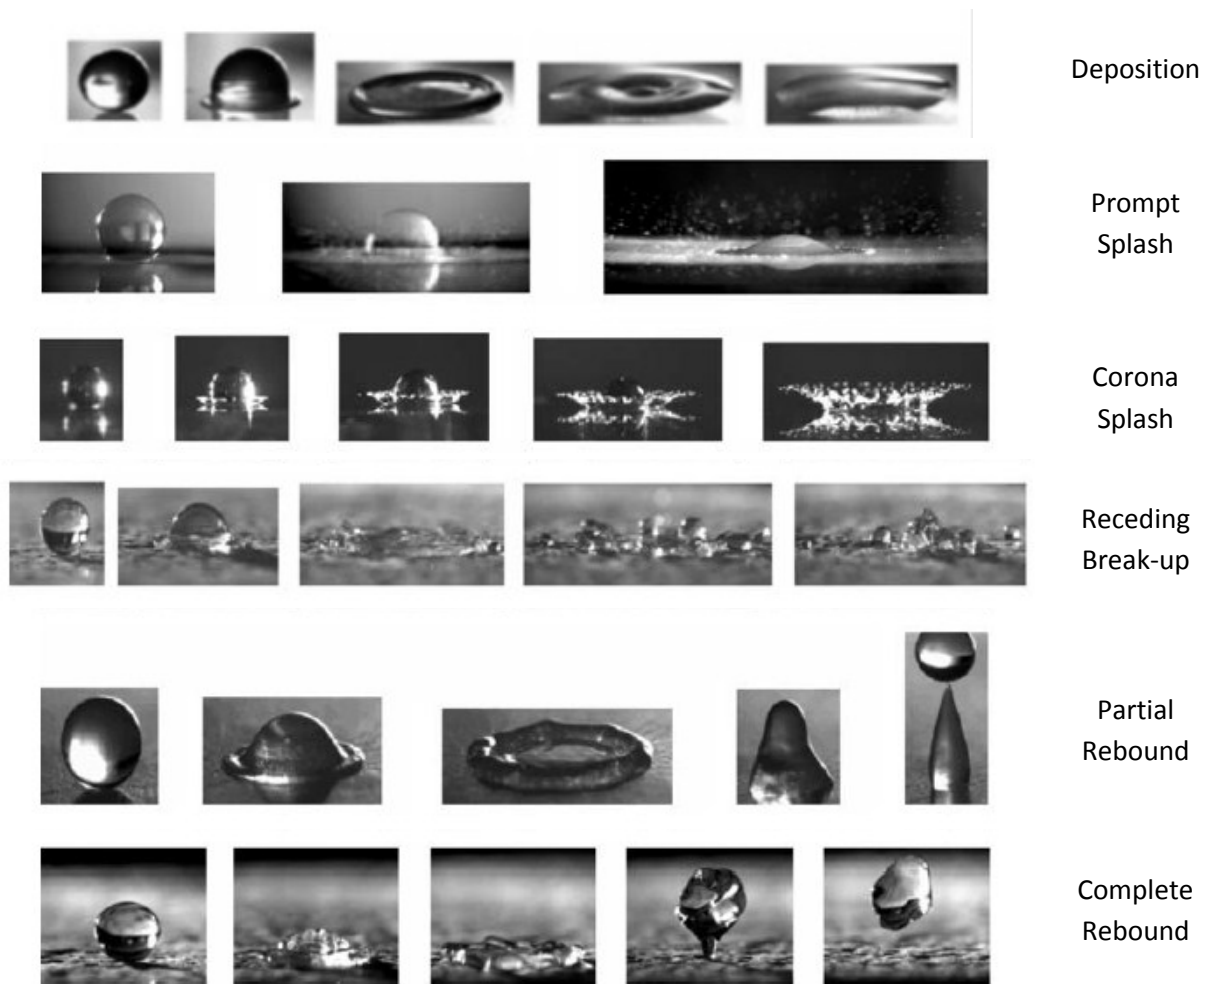 Deposition
Prompt
Splash
Corona
Splash
Receding
Break-up
Partial
Rebound
Complete
Rebound